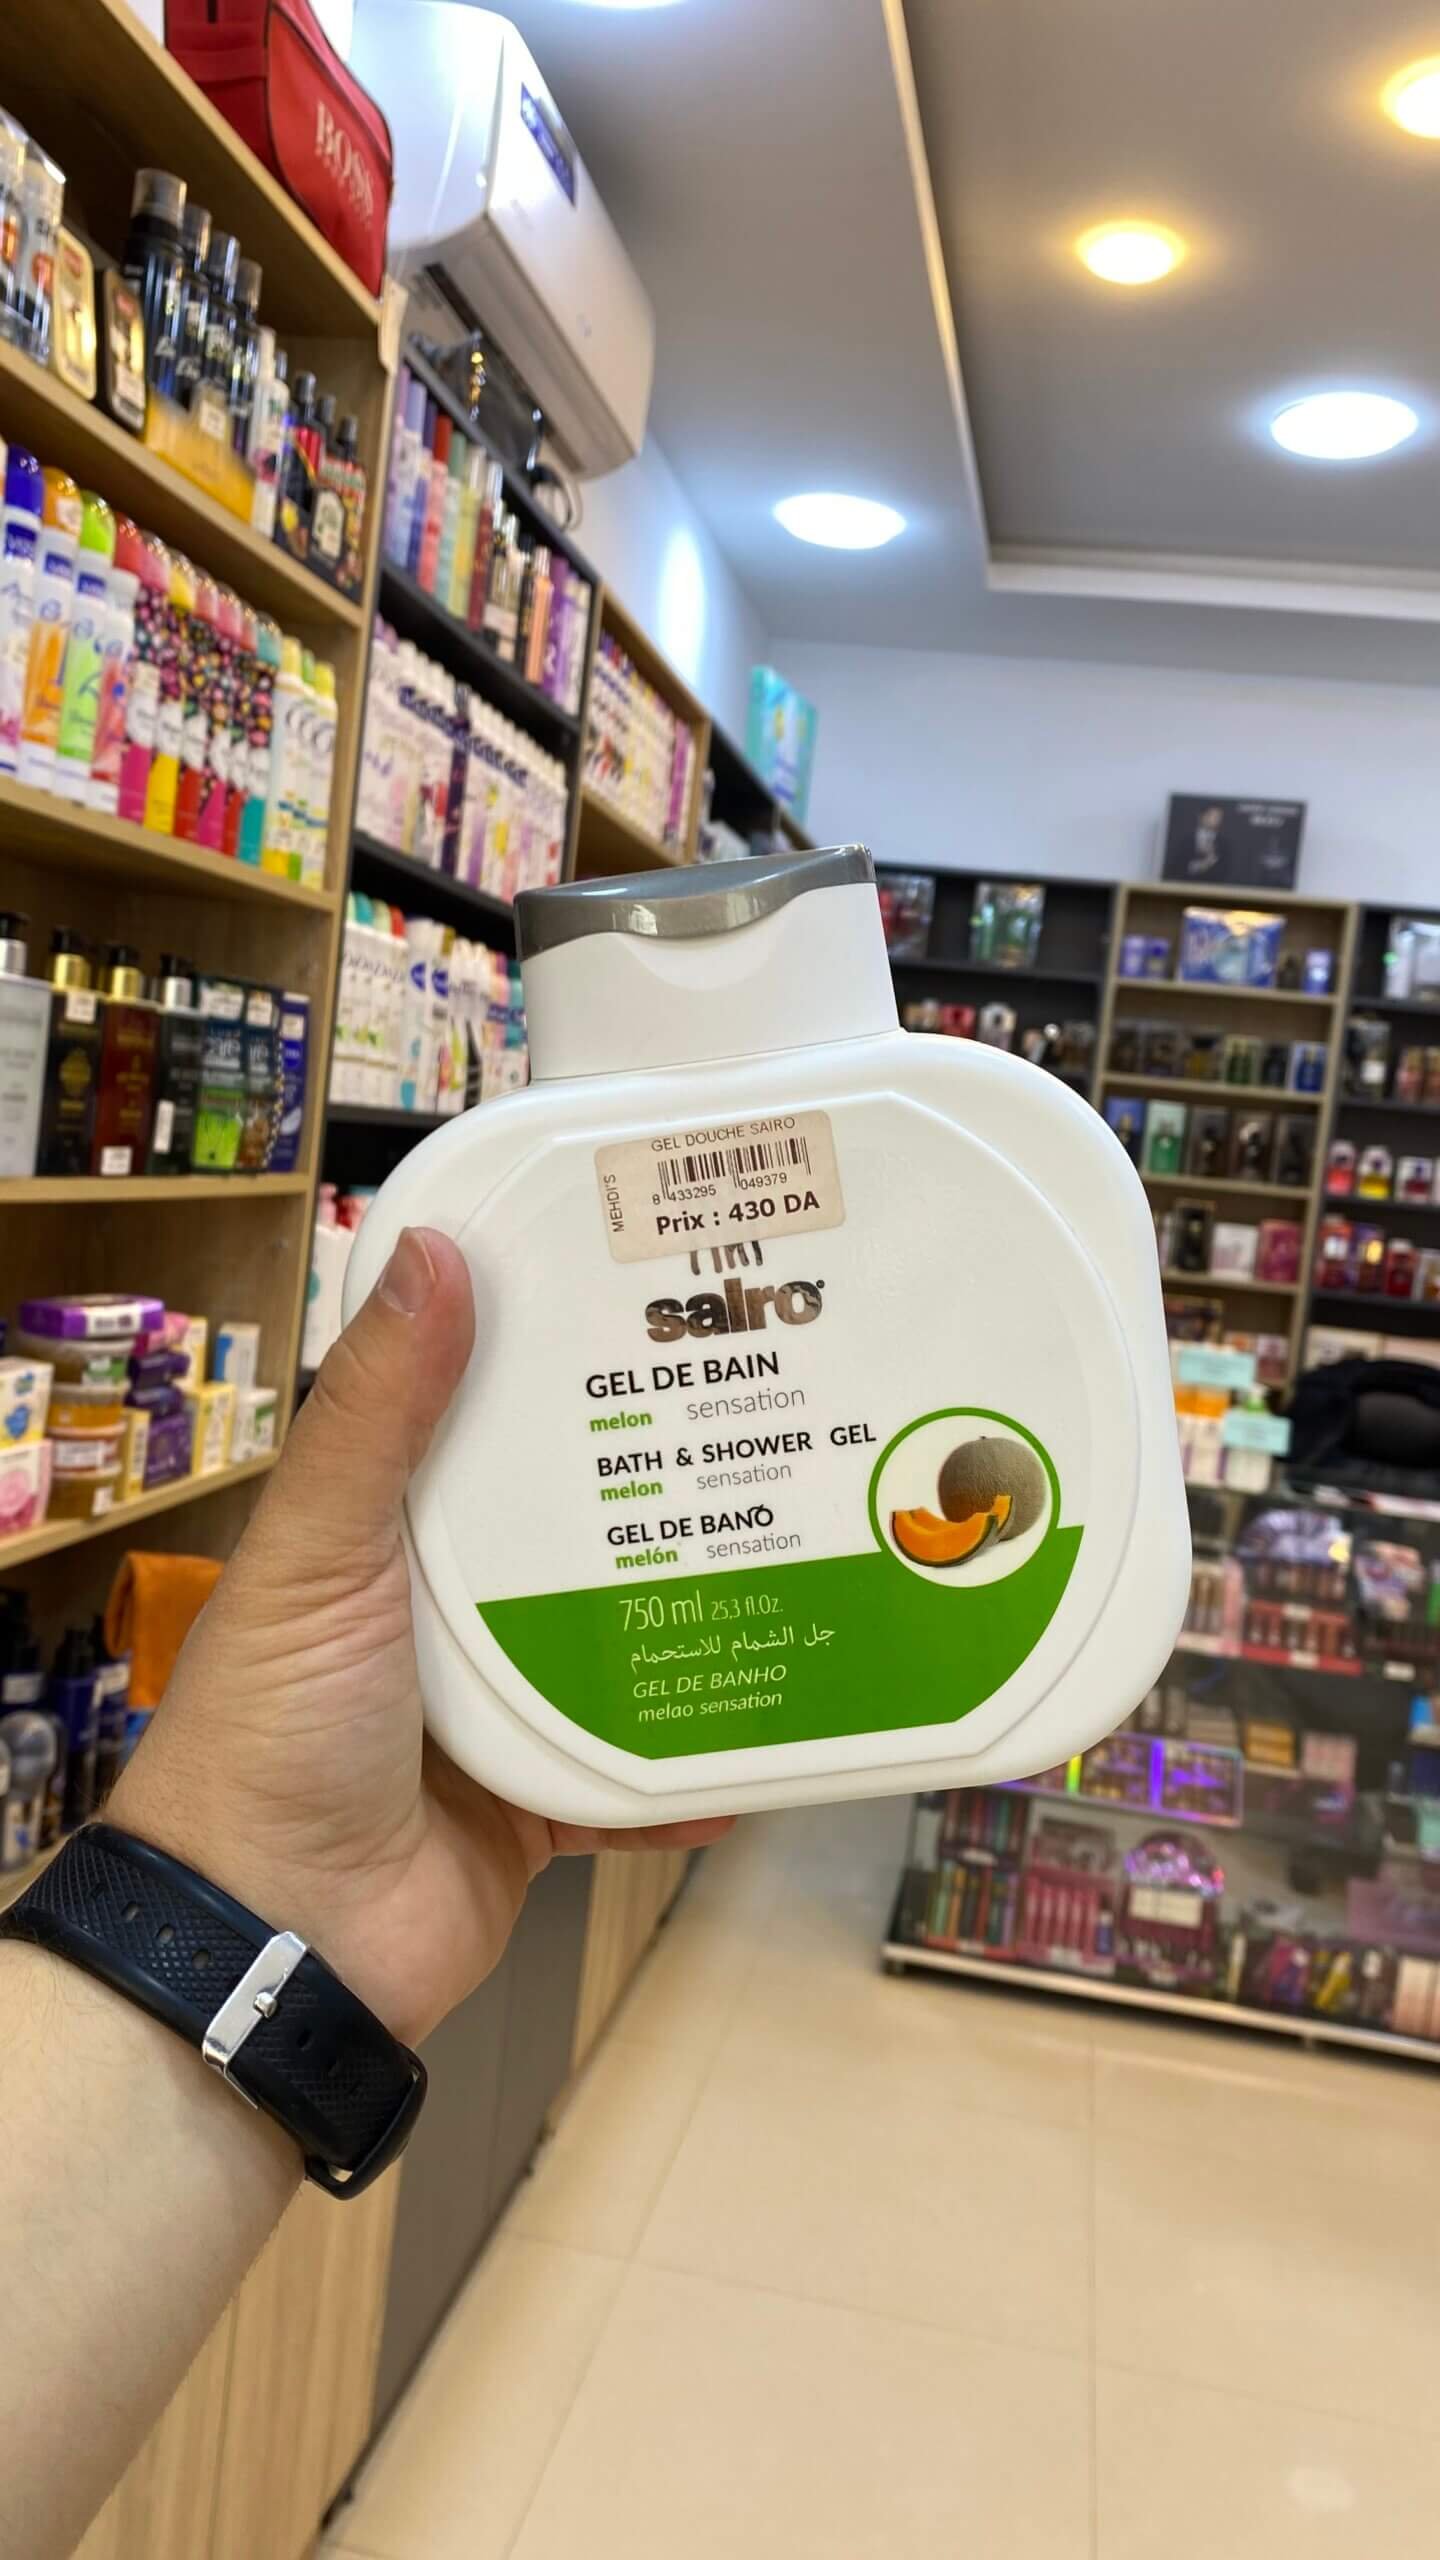 BOSS
GEL DOUCHE SAIRO
MEHDI'S
8 433295 049379
Prix : 430 DA
sairo®
GEL DE BAIN
melon sensation
BATH & SHOWER GEL
melon sensation
GEL DE BANÕ
melón sensation
750 ml 25,3 fl.Oz.
جل الشمام للاستحمام
GEL DE BANHO
melao sensation